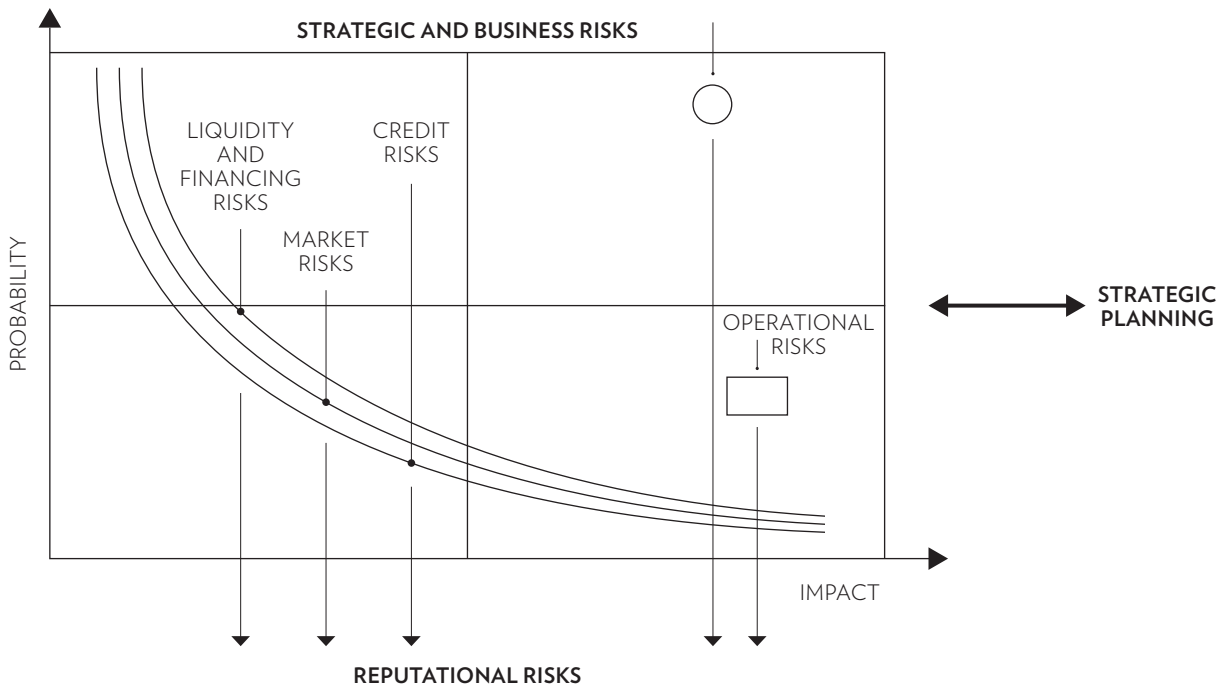 STRATEGIC AND BUSINESS RISKS
LIQUIDITY
AND
FINANCING
RISKS
CREDIT
RISKS
MARKET
RISKS
PROBABILITY
STRATEGIC
PLANNING
OPERATIONAL
RISKS
IMPACT
REPUTATIONAL RISKS